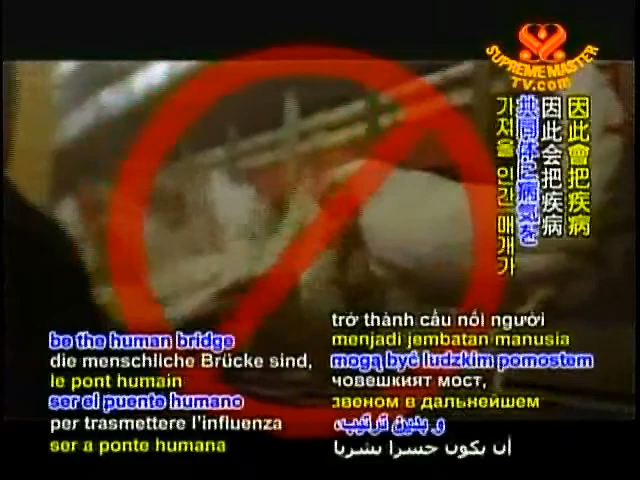 SUPREME MASTER
TV.com
因此會把疾病
因此会把疾病
共同体に病気を
가져올 인간 매개가
be the human bridge
die menschliche Brücke sind,
le pont humain
ser el puente humano
per trasmettere l'influenza
ser a ponte humana
trở thành cầu nối người
menjadi jembatan manusia
mogą być ludzkim pomostem
човешкият мост,
звеном в дальнейшем
أن يكون جسرا بشريا